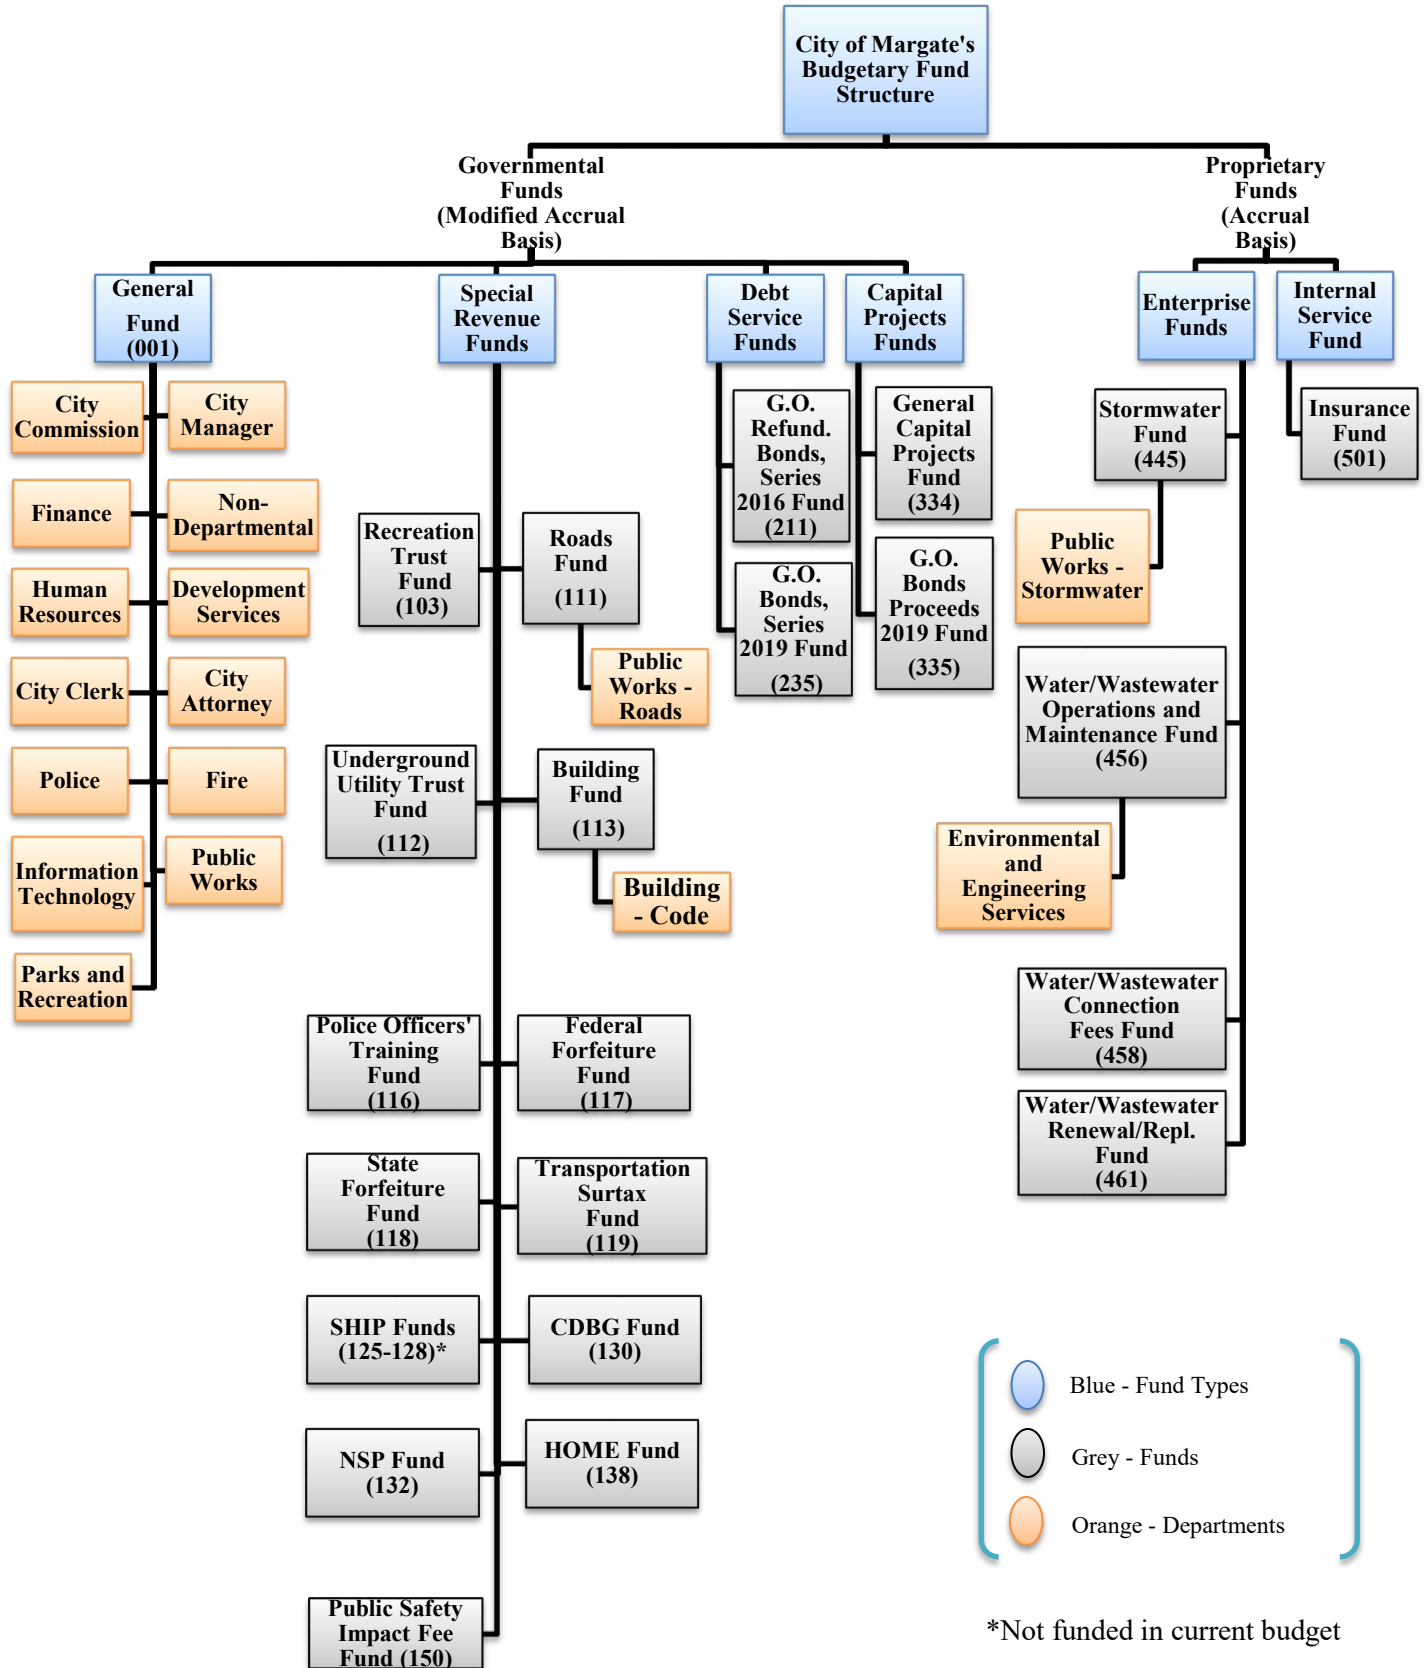 City of Margate's
Budgetary Fund
Structure
Governmental
Funds
(Modified Accrual
Basis)
Proprietary
Funds
(Accrual
Basis)
General
Fund
(001)
Special
Revenue
Funds
Debt
Service
Funds
Capital
Projects
Funds
Enterprise
Funds
Internal
Service
Fund
City
Commission
City
Manager
Finance
Non-
Departmental
Human
Resources
Development
Services
City Clerk
City
Attorney
Police
Fire
Information
Technology
Public
Works
Parks and
Recreation
Recreation
Trust
Fund
(103)
Roads
Fund
(111)
Public
Works -
Roads
Underground
Utility Trust
Fund
(112)
Building
Fund
(113)
Building
- Code
Police Officers'
Training
Fund
(116)
Federal
Forfeiture
Fund
(117)
State
Forfeiture
Fund
(118)
Transportation
Surtax
Fund
(119)
SHIP Funds
(125-128)*
CDBG Fund
(130)
NSP Fund
(132)
HOME Fund
(138)
Public Safety
Impact Fee
Fund (150)
G.O.
Refund.
Bonds,
Series
2016 Fund
(211)
G.O.
Bonds,
Series
2019 Fund
(235)
General
Capital
Projects
Fund
(334)
G.O.
Bonds
Proceeds
2019 Fund
(335)
Stormwater
Fund
(445)
Public
Works -
Stormwater
Water/Wastewater
Operations and
Maintenance Fund
(456)
Environmental
and
Engineering
Services
Water/Wastewater
Connection
Fees Fund
(458)
Water/Wastewater
Renewal/Repl.
Fund
(461)
Insurance
Fund
(501)
Blue - Fund Types
Grey - Funds
Orange - Departments
*Not funded in current budget